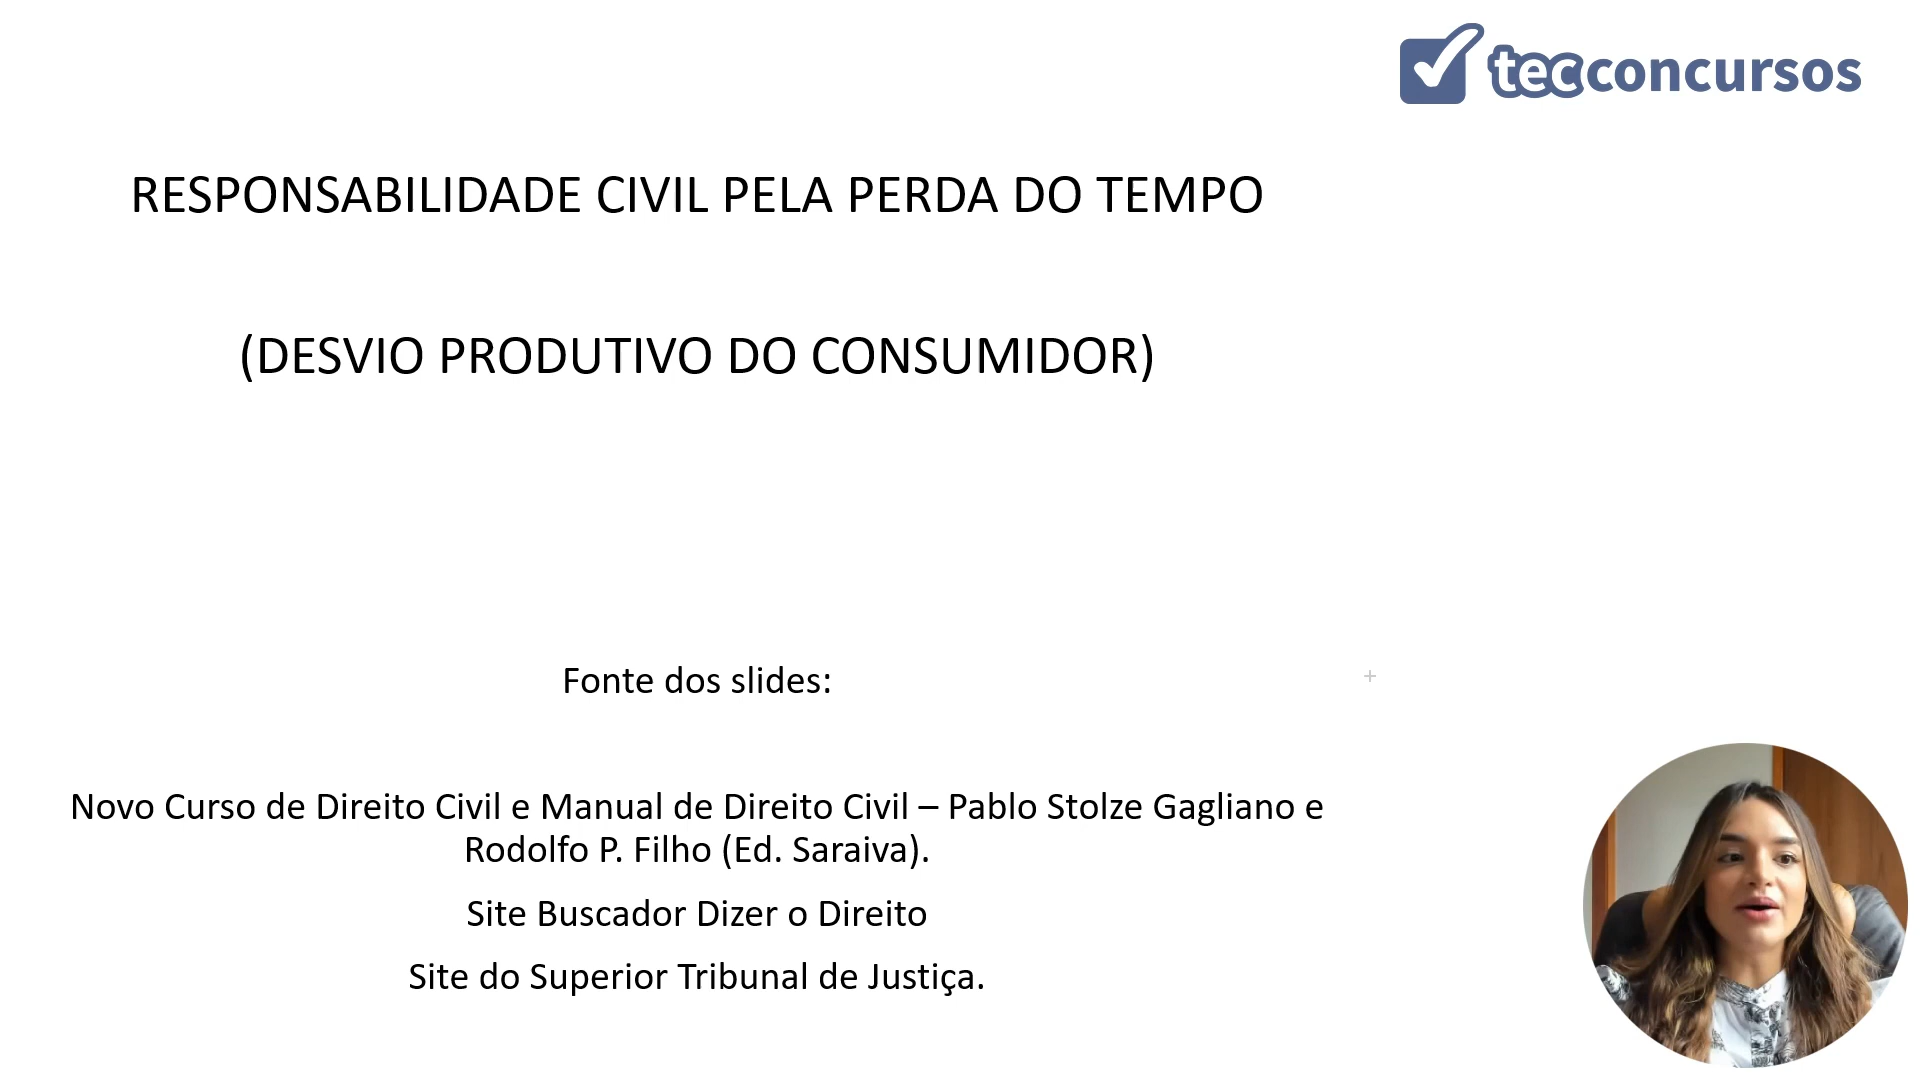 tecconcursos
RESPONSABILIDADE CIVIL PELA PERDA DO TEMPO
(DESVIO PRODUTIVO DO CONSUMIDOR)
Fonte dos slides:
Novo Curso de Direito Civil e Manual de Direito Civil – Pablo Stolze Gagliano e
Rodolfo P. Filho (Ed. Saraiva).
Site Buscador Dizer o Direito
Site do Superior Tribunal de Justiça.